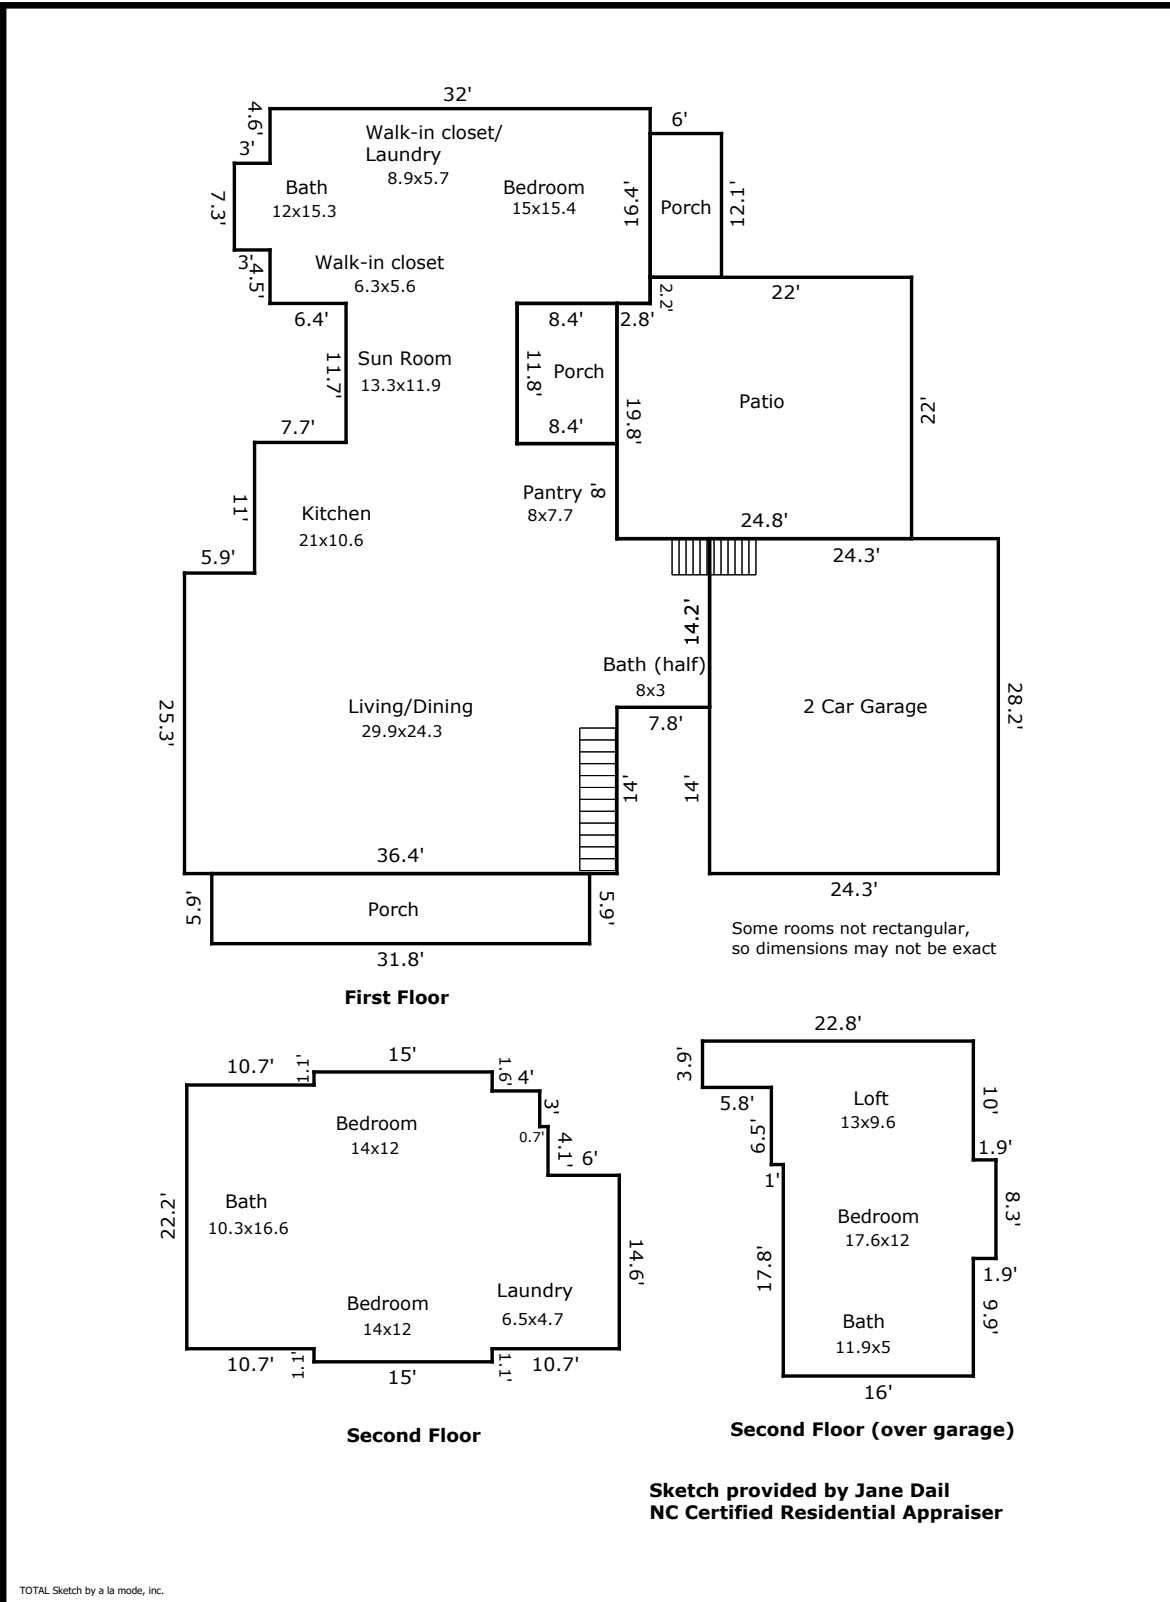 32'
4.6'
6'
3'
Walk-in closet/
Laundry
8.9x5.7
Bath
12x15.3
Bedroom
15x15.4
7.3'
16.4'
Porch
12.1'
3'
4.5'
Walk-in closet
6.3x5.6
2.2'
22'
6.4'
8.4'
2.8'
11.7'
Sun Room
13.3x11.9
11.8'
Porch
19.8'
Patio
22'
7.7'
8.4'
11'
Kitchen
21x10.6
Pantry
8x7.7
8'
24.8'
5.9'
24.3'
14.2'
Bath (half)
8x3
25.3'
Living/Dining
29.9x24.3
7.8'
2 Car Garage
28.2'
14'
14'
36.4'
24.3'
5.9'
Porch
5.9'
31.8'
Some rooms not rectangular,
so dimensions may not be exact
First Floor
22.8'
10.7'
1.1'
15'
1.6'
4'
3'
0.7'
4.1'
6'
Bedroom
14x12
22.2'
Bath
10.3x16.6
14.6'
Bedroom
14x12
Laundry
6.5x4.7
10.7'
1.1'
15'
1.1'
10.7'
Second Floor
3.9'
5.8'
Loft
13x9.6
10'
6.5'
1'
1.9'
8.3'
Bedroom
17.6x12
17.8'
1.9'
9.9'
Bath
11.9x5
16'
Second Floor (over garage)
Sketch provided by Jane Dail
NC Certified Residential Appraiser
TOTAL Sketch by a la mode, inc.